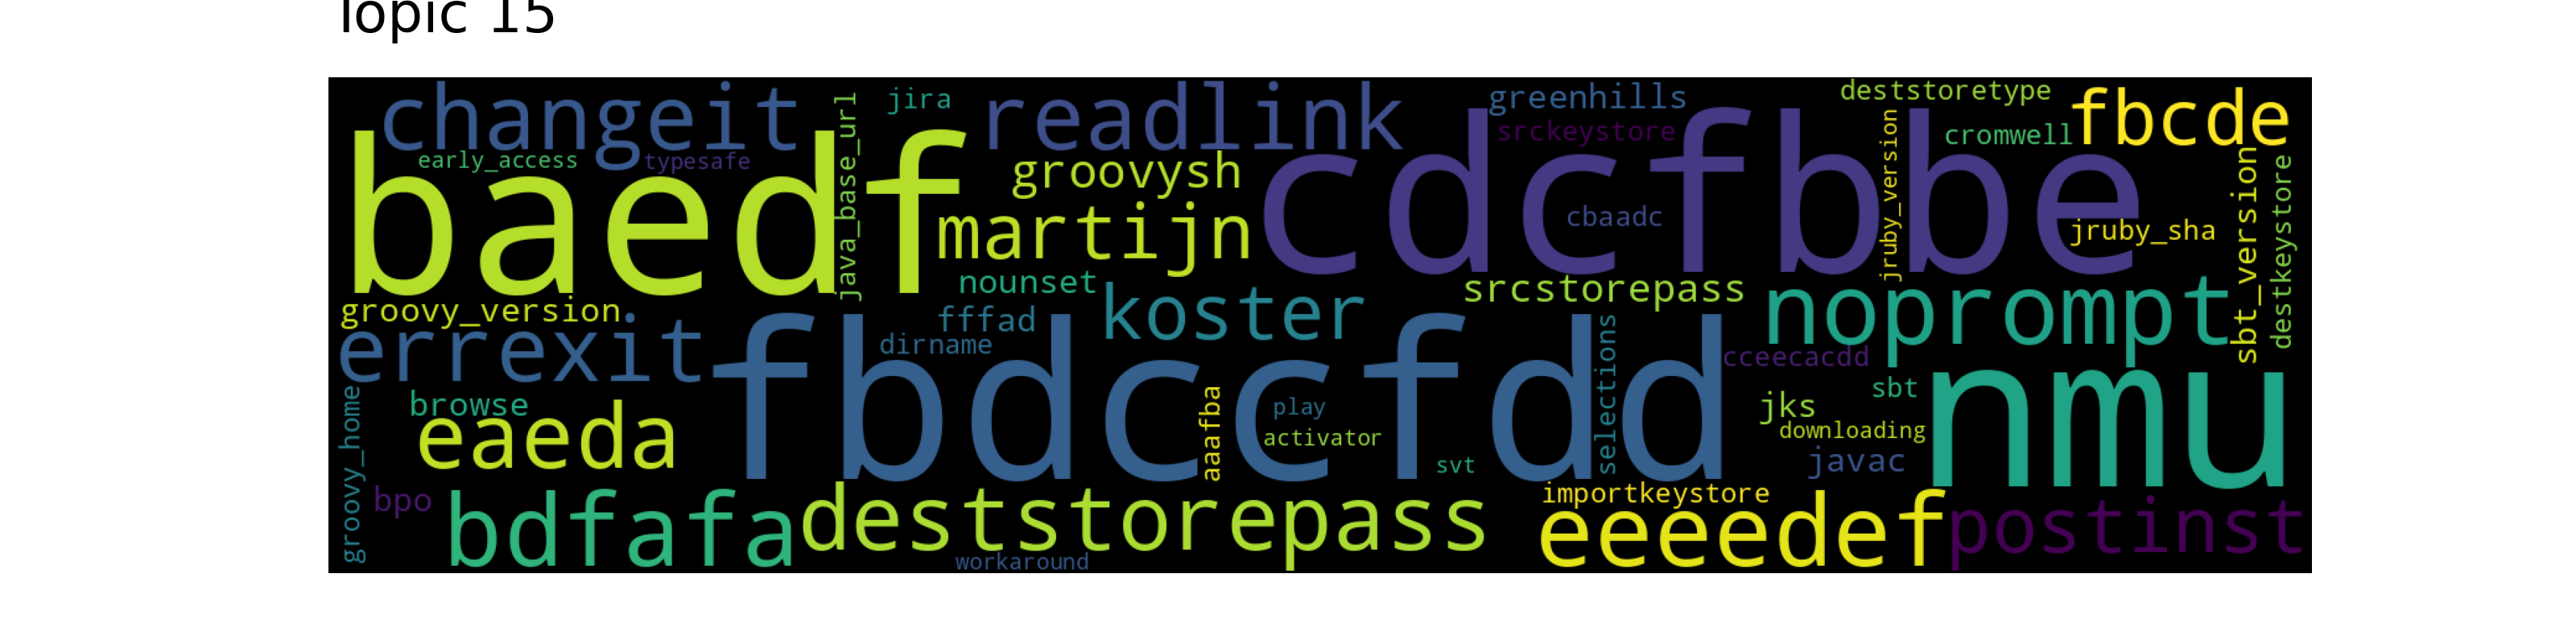 Topic 15
changeit
jira
readlink
greenhills
deststoretype
fbcde
srckeystore
cromwell
early_access
typesafe
java_base_url
groovysh
baedf
cdcfbbe
jruby_version
cbaadc
martijn
jruby_sha
sbt_version
destkeystore
nounset
srcstorepass
noprompt
groovy_version
fffad
koster
errexit
dirname
fbdccfdd
selections
cceecacdd
browse
sbt
nmu
jks
play
eaeda
aaafba
activator
downloading
groovy_home
svt
javac
bpo
importkeystore
bdfafa
deststorepass
eeeedef
postinst
workaround